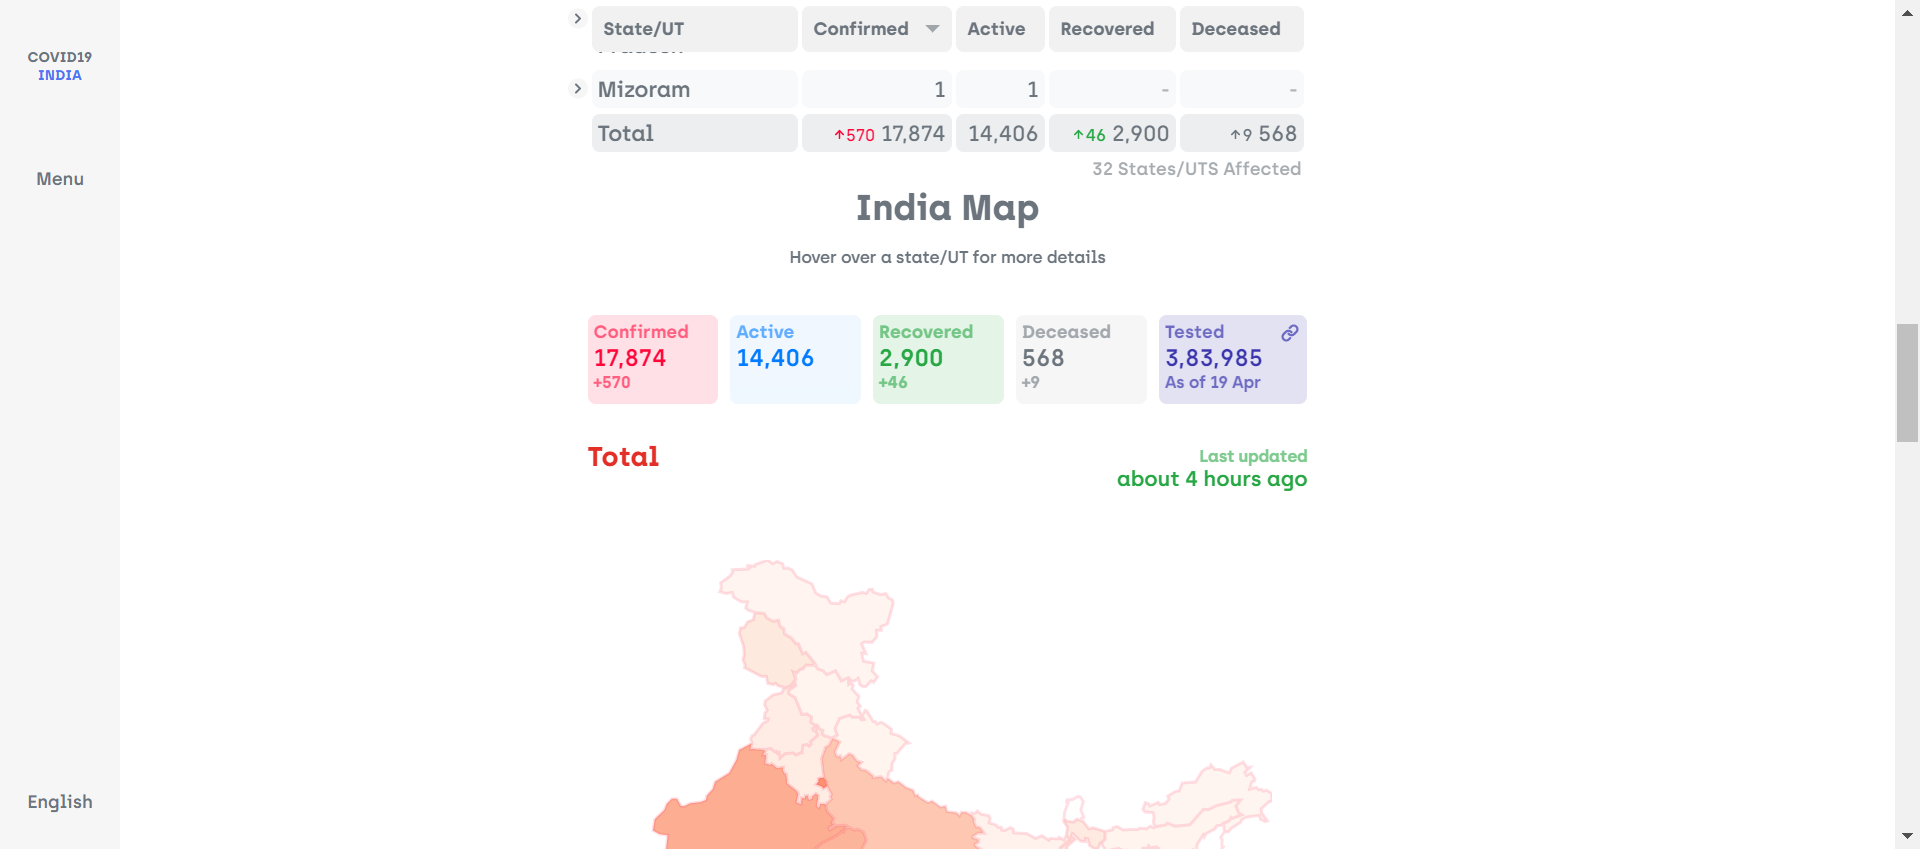 COVID19
INDIA
Menu
English
State/UT Confirmed Active Recovered Deceased
Mizoram 1 1 - -
Total ↑570 17,874 14,406 ↑46 2,900 ↑9 568
32 States/UTS Affected
India Map
Hover over a state/UT for more details
Confirmed Active Recovered Deceased Tested
17,874 14,406 2,900 568 3,83,985
+570 +46 +9 As of 19 Apr
Total
Last updated
about 4 hours ago